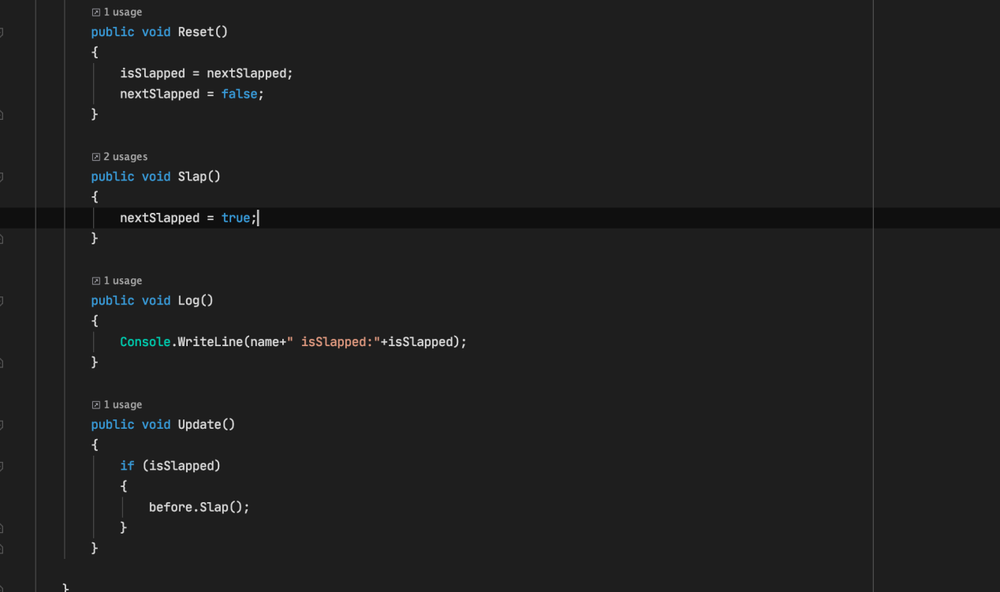 1 usage
public void Reset()
{
isSlapped = nextSlapped;
nextSlapped = false;
}
2 usages
public void Slap()
{
nextSlapped = true;
}
1 usage
public void Log()
{
Console.WriteLine(name+" isSlapped:"+isSlapped);
}
1 usage
public void Update()
{
if (isSlapped)
{
before.Slap();
}
}
}